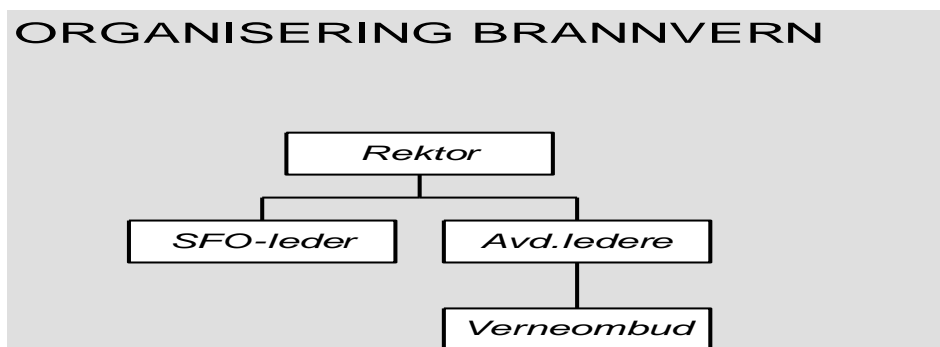 ORGANISERING BRANNVERN
Rektor
SFO-leder
Avd.ledere
Verneombud